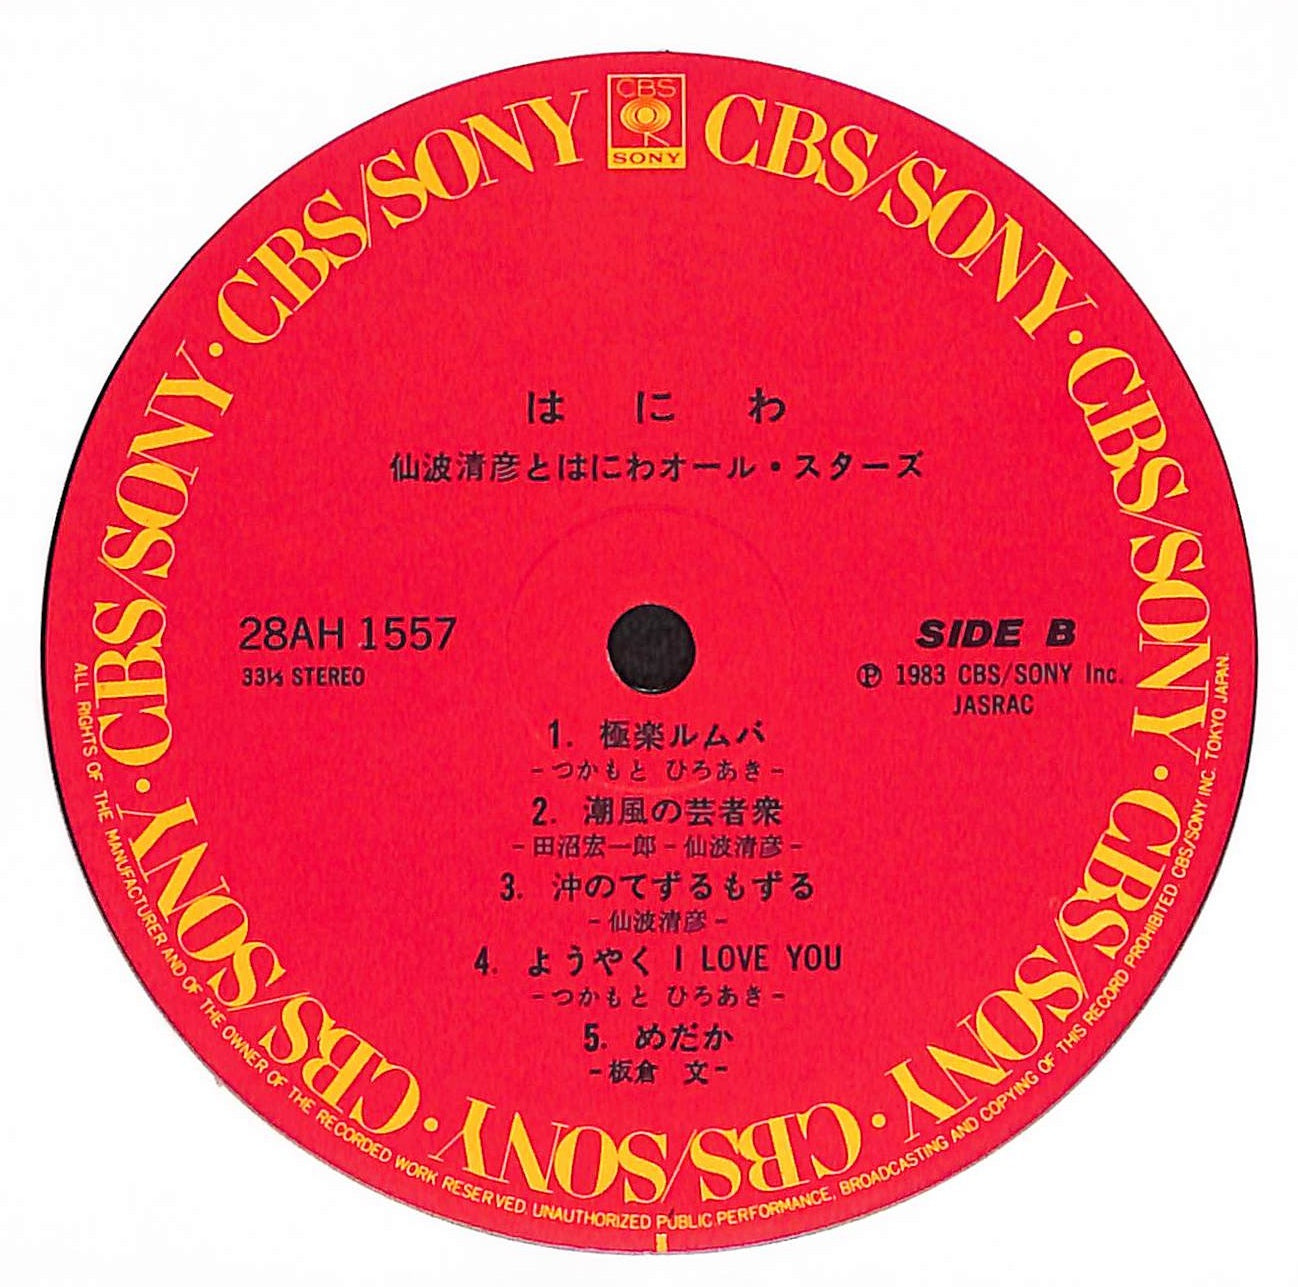 CBS
SONY
CBS/SONY・CBS/SONY・CBS/SONY・CBS/SONY・CBS/SONY・CBS/SONY・CBS/SONY・CBS/SONY・CBS/SONY
はにわ
仙波清彦とはにわオール・スターズ
28AH 1557
33⅓ STEREO
SIDE B
Ⓟ 1983 CBS/SONY Inc.
JASRAC
1. 極楽ルムバ
-つかもと ひろあき-
2. 潮風の芸者衆
-田沼宏一郎-仙波清彦-
3. 沖のてずるもずる
-仙波清彦-
4. ようやく I LOVE YOU
-つかもと ひろあき-
5. めだか
-板倉 文-
ALL RIGHTS OF THE MANUFACTURER AND OF THE OWNER OF THE RECORDED WORK RESERVED. UNAUTHORIZED PUBLIC PERFORMANCE, BROADCASTING AND COPYING OF THIS RECORD PROHIBITED. CBS/SONY INC. TOKYO JAPAN.